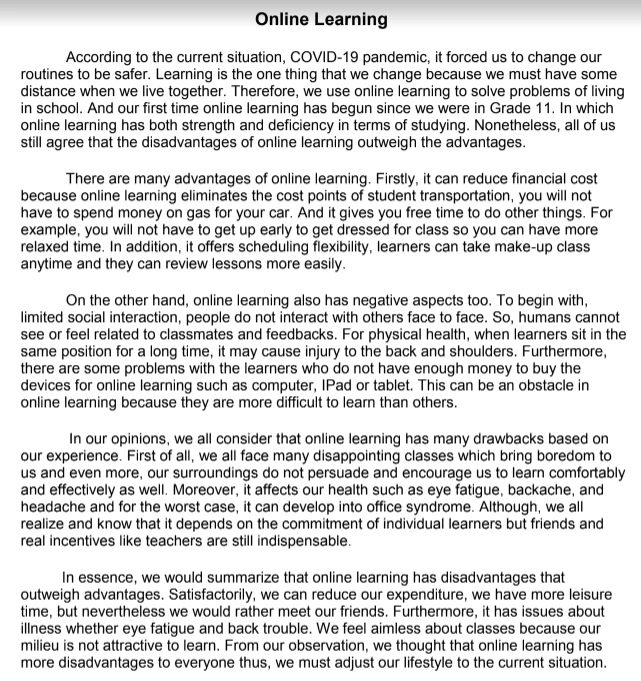 Online Learning
According to the current situation, COVID-19 pandemic, it forced us to change our
routines to be safer. Learning is the one thing that we change because we must have some
distance when we live together. Therefore, we use online learning to solve problems of living
in school. And our first time online learning has begun since we were in Grade 11. In which
online learning has both strength and deficiency in terms of studying. Nonetheless, all of us
still agree that the disadvantages of online learning outweigh the advantages.
There are many advantages of online learning. Firstly, it can reduce financial cost
because online learning eliminates the cost points of student transportation, you will not
have to spend money on gas for your car. And it gives you free time to do other things. For
example, you will not have to get up early to get dressed for class so you can have more
relaxed time. In addition, it offers scheduling flexibility, learners can take make-up class
anytime and they can review lessons more easily.
On the other hand, online learning also has negative aspects too. To begin with,
limited social interaction, people do not interact with others face to face. So, humans cannot
see or feel related to classmates and feedbacks. For physical health, when learners sit in the
same position for a long time, it may cause injury to the back and shoulders. Furthermore,
there are some problems with the learners who do not have enough money to buy the
devices for online learning such as computer, IPad or tablet. This can be an obstacle in
online learning because they are more difficult to learn than others.
In our opinions, we all consider that online learning has many drawbacks based on
our experience. First of all, we all face many disappointing classes which bring boredom to
us and even more, our surroundings do not persuade and encourage us to learn comfortably
and effectively as well. Moreover, it affects our health such as eye fatigue, backache, and
headache and for the worst case, it can develop into office syndrome. Although, we all
realize and know that it depends on the commitment of individual learners but friends and
real incentives like teachers are still indispensable.
In essence, we would summarize that online learning has disadvantages that
outweigh advantages. Satisfactorily, we can reduce our expenditure, we have more leisure
time, but nevertheless we would rather meet our friends. Furthermore, it has issues about
illness whether eye fatigue and back trouble. We feel aimless about classes because our
milieu is not attractive to learn. From our observation, we thought that online learning has
more disadvantages to everyone thus, we must adjust our lifestyle to the current situation.